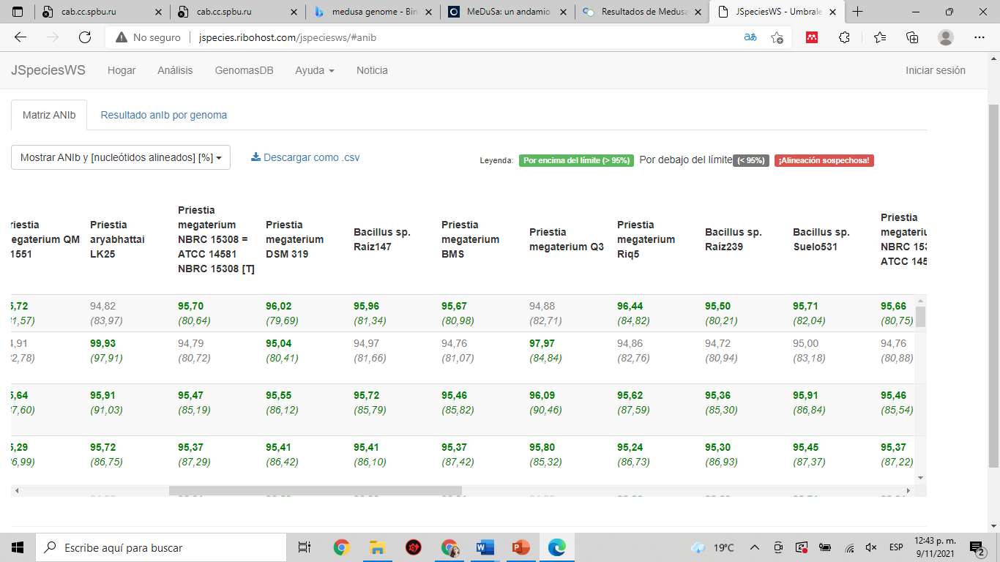 cab.cc.spbu.ru
cab.cc.spbu.ru
medusa genome - Bin
MeDuSa: un andamio
Resultados de Medusa
JSpeciesWS - Umbrale
No seguro
jspecies.ribohost.com/jspeciesws/#anib
aあ
JSpeciesWS Hogar Análisis GenomasDB Ayuda Noticia Iniciar sesión
Matriz ANIb Resultado anIb por genoma
Mostrar ANIb y [nucleótidos alineados] [%] Descargar como .csv
Leyenda: Por encima del límite (> 95%) Por debajo del límite (< 95%) ¡Alineación sospechosa!
riestia
egaterium QM
1551
Priestia
aryabhattai
LK25
Priestia
megaterium
NBRC 15308 =
ATCC 14581
NBRC 15308 [T]
Priestia
megaterium
DSM 319
Bacillus sp.
Raíz147
Priestia
megaterium
BMS
Priestia
megaterium Q3
Priestia
megaterium
Riq5
Bacillus sp.
Raíz239
Bacillus sp.
Suelo531
Priestia
megateriu
NBRC 153
ATCC 145
5,72 94,82 95,70 96,02 95,96 95,67 94,88 96,44 95,50 95,71 95,66
31,57) (83,97) (80,64) (79,69) (81,34) (80,98) (82,71) (84,82) (80,21) (82,04) (80,75)
4,91 99,93 94,79 95,04 94,97 94,76 97,97 94,86 94,72 95,00 94,76
32,78) (97,91) (80,72) (80,41) (81,66) (81,07) (84,84) (82,76) (80,94) (83,18) (80,88)
5,64 95,91 95,47 95,55 95,72 95,46 96,09 95,62 95,36 95,91 95,46
37,60) (91,03) (85,19) (86,12) (85,79) (85,82) (90,46) (87,59) (85,30) (86,84) (85,54)
5,29 95,72 95,37 95,41 95,41 95,37 95,80 95,24 95,30 95,45 95,37
36,99) (86,75) (87,29) (86,42) (86,10) (87,42) (85,32) (86,73) (86,93) (87,37) (87,22)
Escribe aquí para buscar
19°C
ESP
12:43 p. m.
9/11/2021
2